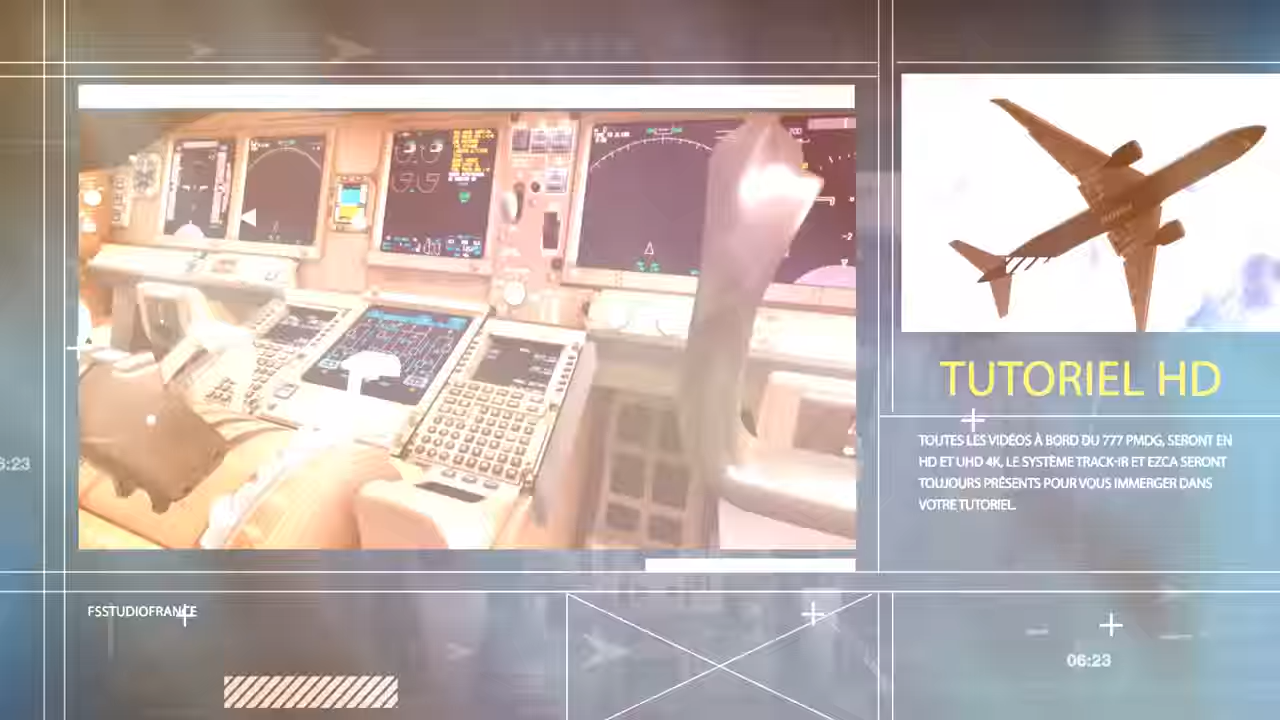 TUTORIEL HD
TOUTES LES VIDÉOS À BORD DU 777 PMDG, SERONT EN
HD ET UHD 4K, LE SYSTÈME TRACK-IR ET EZCA SERONT
TOUJOURS PRÉSENTS POUR VOUS IMMERGER DANS
VOTRE TUTORIEL.
6:23
FSSTUDIOFRANCE
06:23